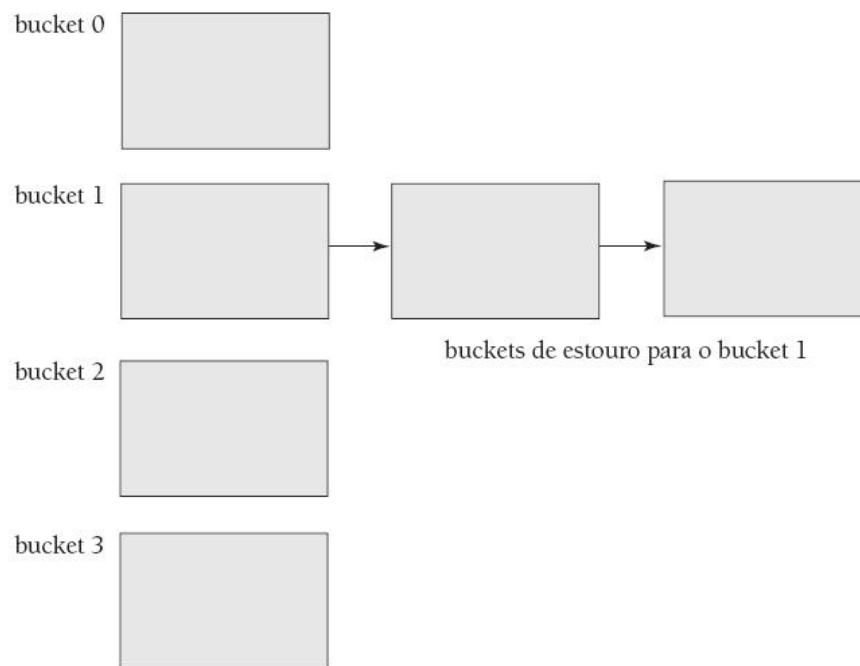 bucket 0
bucket 1
buckets de estouro para o bucket 1
bucket 2
bucket 3